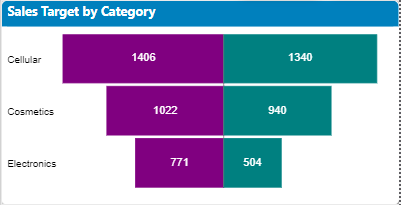 Sales Target by Category
Cellular 1406 1340
Cosmetics 1022 940
Electronics 771 504